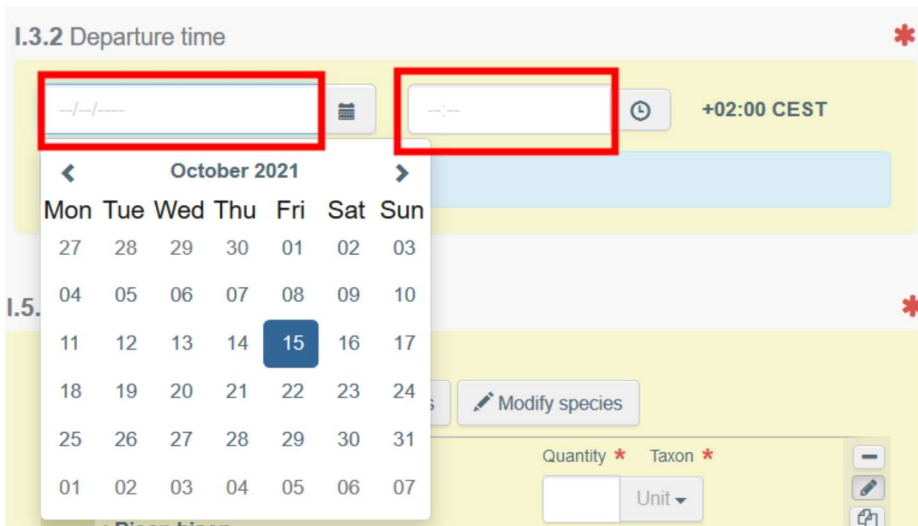 I.3.2 Departure time *
--/--/---- --:-- +02:00 CEST
October 2021
Mon Tue Wed Thu Fri Sat Sun
27 28 29 30 01 02 03
04 05 06 07 08 09 10
I.5. *
11 12 13 14 15 16 17
18 19 20 21 22 23 24
s Modify species
25 26 27 28 29 30 31
Quantity * Taxon *
01 02 03 04 05 06 07
Unit